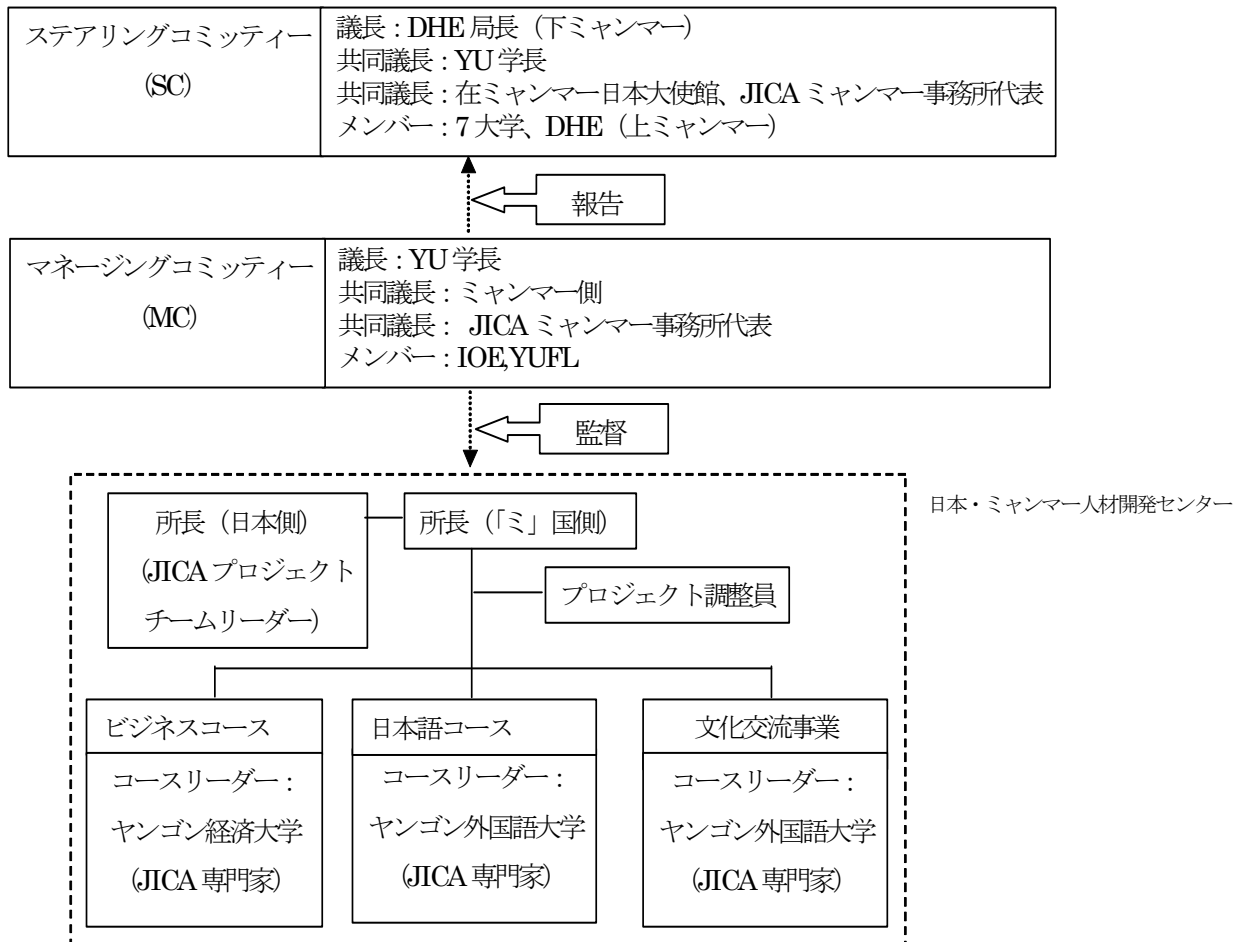 ステアリングコミッティー
(SC)
議長：DHE 局長（下ミャンマー）
共同議長：YU 学長
共同議長：在ミャンマー日本大使館、JICA ミャンマー事務所代表
メンバー：7 大学、DHE（上ミャンマー）
報告
マネージングコミッティー
(MC)
議長：YU 学長
共同議長：ミャンマー側
共同議長： JICA ミャンマー事務所代表
メンバー：IOE,YUFL
監督
日本・ミャンマー人材開発センター
所長（日本側）
(JICA プロジェクト
チームリーダー）
所長（「ミ」国側）
プロジェクト調整員
ビジネスコース
コースリーダー：
ヤンゴン経済大学
(JICA 専門家）
日本語コース
コースリーダー：
ヤンゴン外国語大学
(JICA 専門家）
文化交流事業
コースリーダー：
ヤンゴン外国語大学
(JICA 専門家）